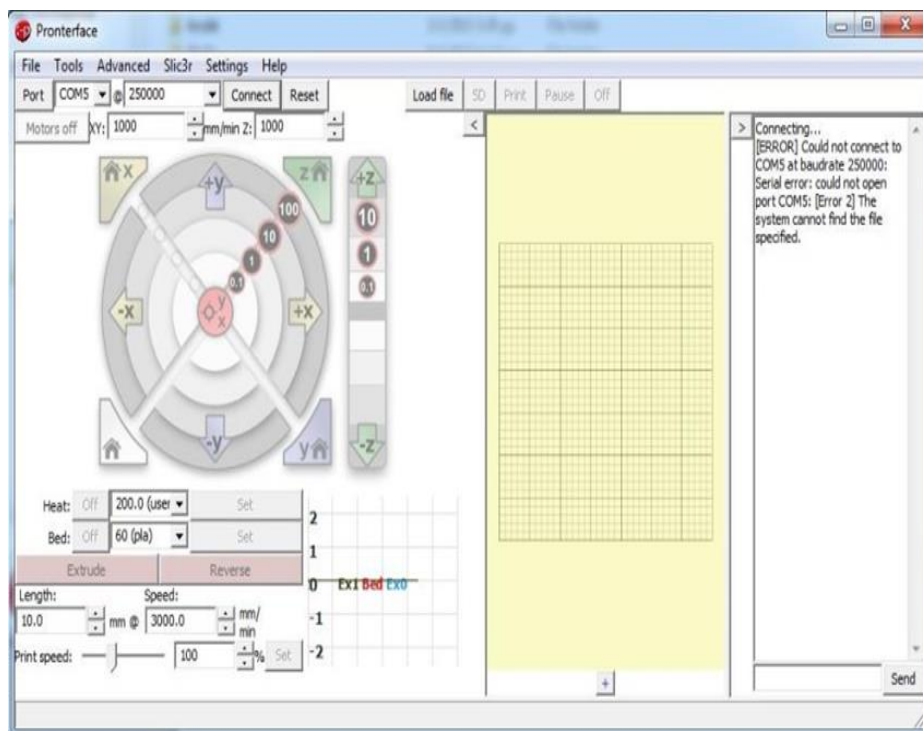 Pronterface
File Tools Advanced Slic3r Settings Help
Port COM5 @ 250000 Connect Reset Load file SD Print Pause Off
Motors off XY: 1000 mm/min Z: 1000 < >
x +y z +z
100
10
1
0.1
10
1
0.1
-x y x +x
-y y -z
Connecting...
[ERROR] Could not connect to
COM5 at baudrate 250000:
Serial error: could not open
port COM5: [Error 2] The
system cannot find the file
specified.
Heat: Off 200.0 (user Set
Bed: Off 60 (pla) Set
Extrude Reverse
Length: Speed:
10.0 mm @ 3000.0 mm/
min
Print speed: 100 % Set
2
1
0 Ex1 Bed Ex0
-1
-2
+
Send